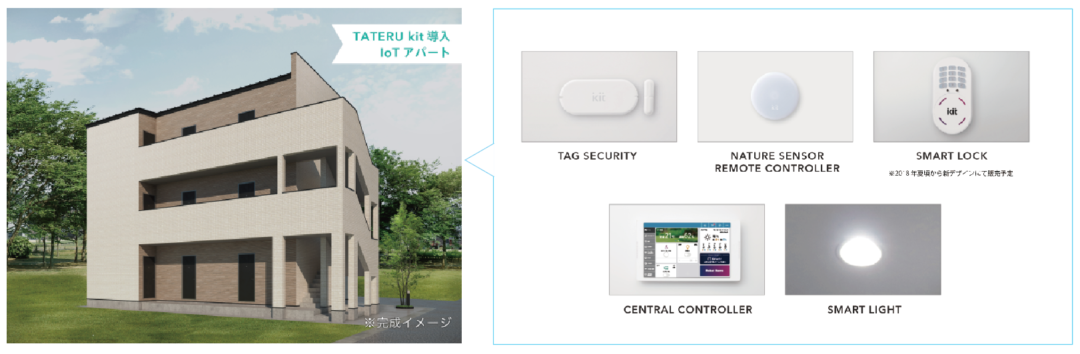 TATERU kit 導入
IoT アパート
※完成イメージ
kit
TAG SECURITY
NATURE SENSOR
REMOTE CONTROLLER
kit
SMART LOCK
※2018年夏頃から新デザインにて販売予定
CENTRAL CONTROLLER
SMART LIGHT